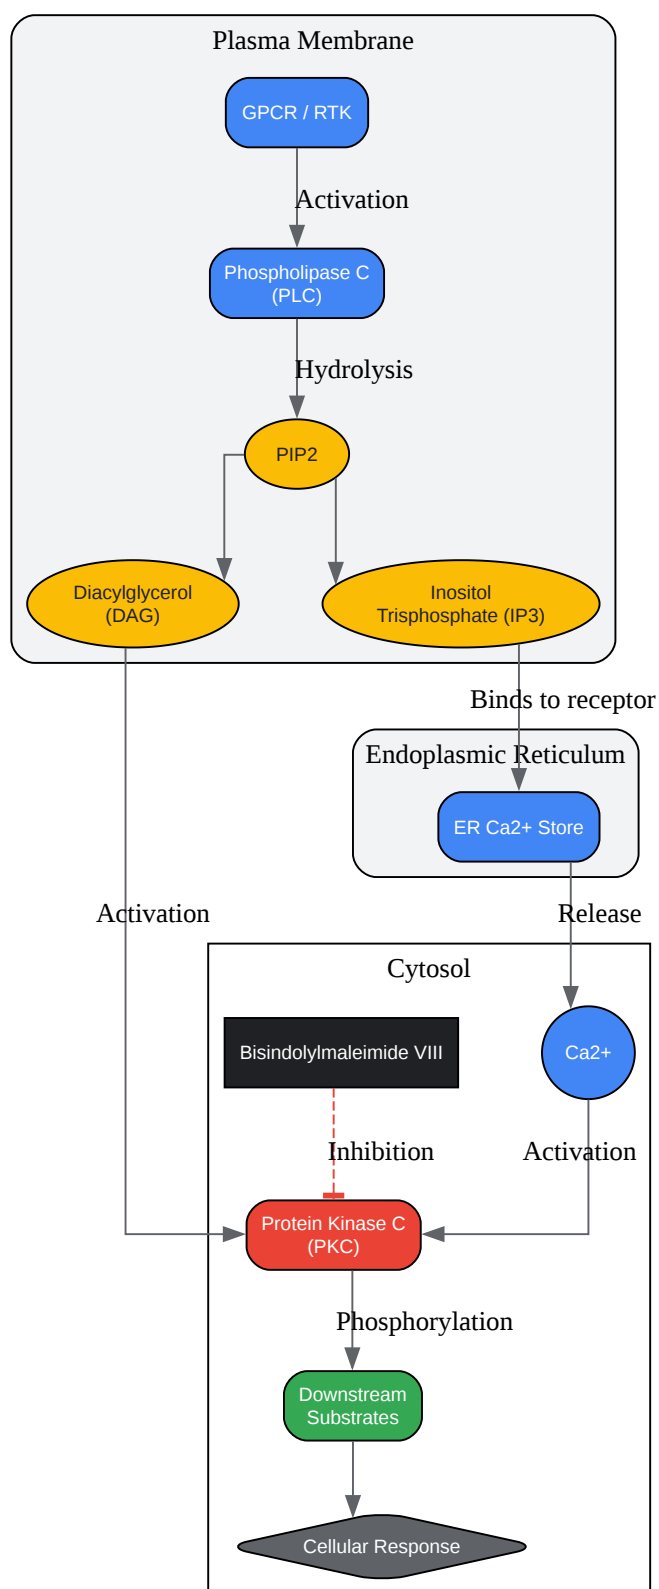 Plasma Membrane
GPCR / RTK
Activation
Phospholipase C
(PLC)
Hydrolysis
PIP2
Diacylglycerol
(DAG)
Inositol
Trisphosphate (IP3)
Binds to receptor
Endoplasmic Reticulum
ER Ca2+ Store
Activation
Release
Cytosol
Bisindolylmaleimide VIII
Ca2+
Inhibition
Activation
Protein Kinase C
(PKC)
Phosphorylation
Downstream
Substrates
Cellular Response